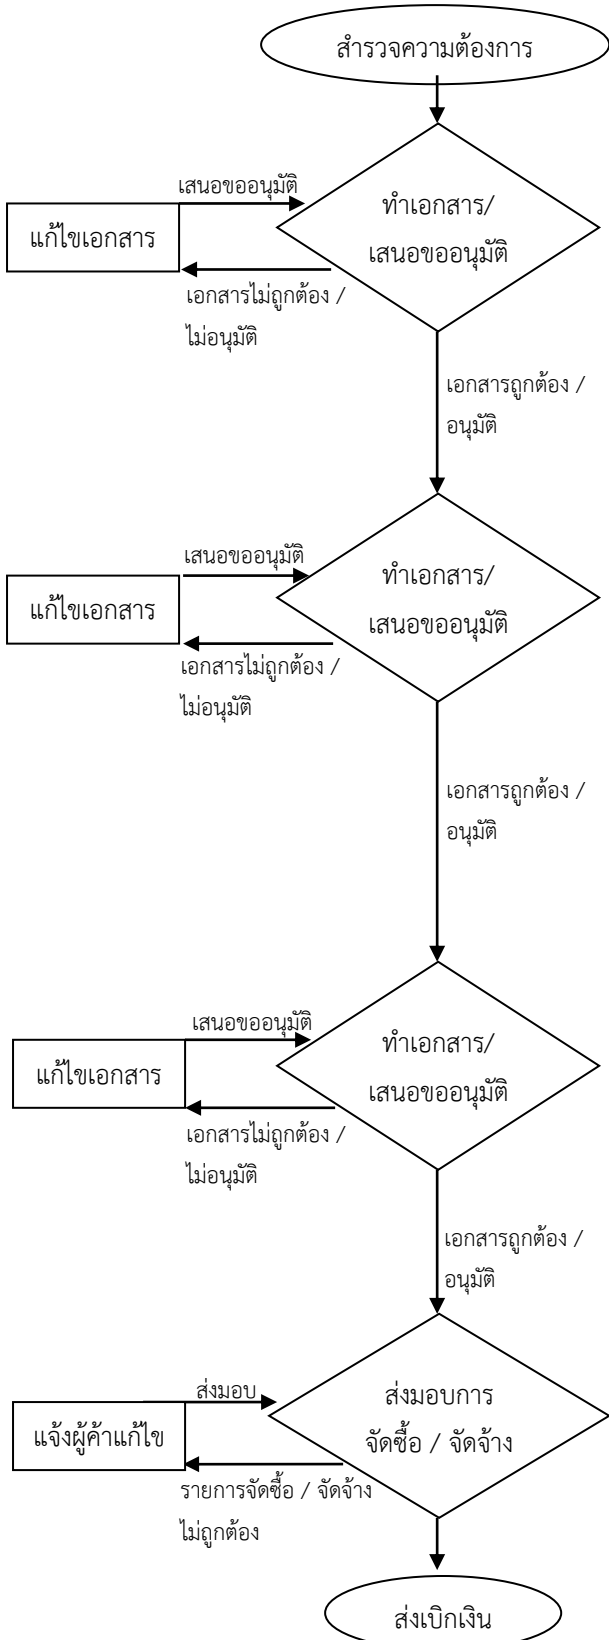 สำรวจความต้องการ
ทำเอกสาร/
เสนอขออนุมัติ
เสนอขออนุมัติ
แก้ไขเอกสาร
เอกสารไม่ถูกต้อง /
ไม่อนุมัติ
เอกสารถูกต้อง /
อนุมัติ
ทำเอกสาร/
เสนอขออนุมัติ
เสนอขออนุมัติ
แก้ไขเอกสาร
เอกสารไม่ถูกต้อง /
ไม่อนุมัติ
เอกสารถูกต้อง /
อนุมัติ
ทำเอกสาร/
เสนอขออนุมัติ
เสนอขออนุมัติ
แก้ไขเอกสาร
เอกสารไม่ถูกต้อง /
ไม่อนุมัติ
เอกสารถูกต้อง /
อนุมัติ
ส่งมอบการ
จัดซื้อ / จัดจ้าง
ส่งมอบ
แจ้งผู้ค้าแก้ไข
รายการจัดซื้อ / จัดจ้าง
ไม่ถูกต้อง
ส่งเบิกเงิน